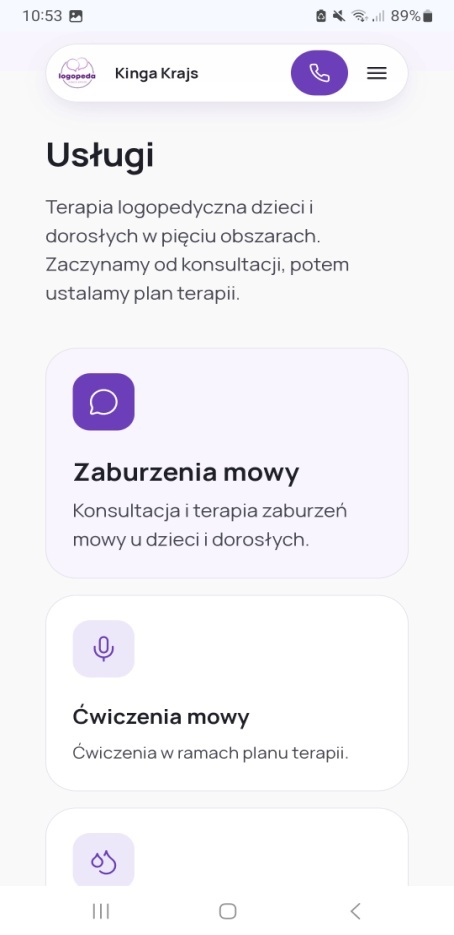 10:53
89%
logopeda
Kinga Krajs
Usługi
Terapia logopedyczna dzieci i
dorosłych w pięciu obszarach.
Zaczynamy od konsultacji, potem
ustalamy plan terapii.
Zaburzenia mowy
Konsultacja i terapia zaburzeń
mowy u dzieci i dorosłych.
Ćwiczenia mowy
Ćwiczenia w ramach planu terapii.